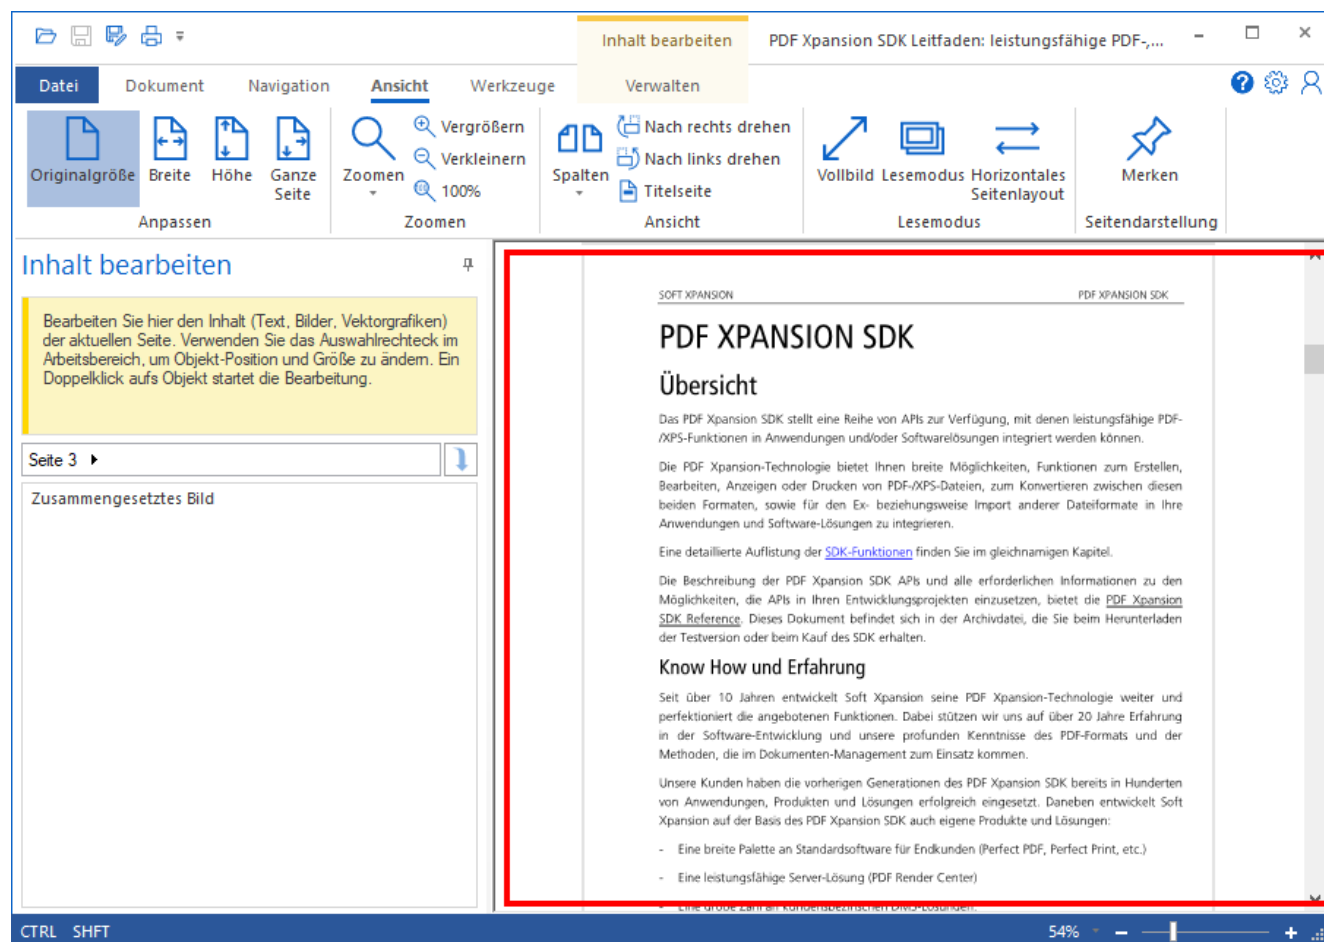 Inhalt bearbeiten
PDF Xpansion SDK Leitfaden: leistungsfähige PDF-,...
Datei Dokument Navigation Ansicht Werkzeuge Verwalten
Originalgröße
Breite
Höhe
Ganze
Seite
Anpassen
Zoomen
Vergrößern
Verkleinern
100%
Zoomen
Spalten
Nach rechts drehen
Nach links drehen
Titelseite
Ansicht
Vollbild
Lesemodus
Horizontales
Seitenlayout
Lesemodus
Merken
Seitendarstellung
Inhalt bearbeiten
Bearbeiten Sie hier den Inhalt (Text, Bilder, Vektorgrafiken)
der aktuellen Seite. Verwenden Sie das Auswahlrechteck im
Arbeitsbereich, um Objekt-Position und Größe zu ändern. Ein
Doppelklick aufs Objekt startet die Bearbeitung.
Seite 3
Zusammengesetztes Bild
SOFT XPANSION PDF XPANSION SDK
PDF XPANSION SDK
Übersicht
Das PDF Xpansion SDK stellt eine Reihe von APIs zur Verfügung, mit denen leistungsfähige PDF-
/XPS-Funktionen in Anwendungen und/oder Softwarelösungen integriert werden können.
Die PDF Xpansion-Technologie bietet Ihnen breite Möglichkeiten, Funktionen zum Erstellen,
Bearbeiten, Anzeigen oder Drucken von PDF-/XPS-Dateien, zum Konvertieren zwischen diesen
beiden Formaten, sowie für den Ex- beziehungsweise Import anderer Dateiformate in Ihre
Anwendungen und Software-Lösungen zu integrieren.
Eine detaillierte Auflistung der SDK-Funktionen finden Sie im gleichnamigen Kapitel.
Die Beschreibung der PDF Xpansion SDK APIs und alle erforderlichen Informationen zu den
Möglichkeiten, die APIs in Ihren Entwicklungsprojekten einzusetzen, bietet die PDF Xpansion
SDK Reference. Dieses Dokument befindet sich in der Archivdatei, die Sie beim Herunterladen
der Testversion oder beim Kauf des SDK erhalten.
Know How und Erfahrung
Seit über 10 Jahren entwickelt Soft Xpansion seine PDF Xpansion-Technologie weiter und
perfektioniert die angebotenen Funktionen. Dabei stützen wir uns auf über 20 Jahre Erfahrung
in der Software-Entwicklung und unsere profunden Kenntnisse des PDF-Formats und der
Methoden, die im Dokumenten-Management zum Einsatz kommen.
Unsere Kunden haben die vorherigen Generationen des PDF Xpansion SDK bereits in Hunderten
von Anwendungen, Produkten und Lösungen erfolgreich eingesetzt. Daneben entwickelt Soft
Xpansion auf der Basis des PDF Xpansion SDK auch eigene Produkte und Lösungen:
- Eine breite Palette an Standardsoftware für Endkunden (Perfect PDF, Perfect Print, etc.)
- Eine leistungsfähige Server-Lösung (PDF Render Center)
- Eine große Zahl an kundenspezifischen DMS-Lösungen.
CTRL SHFT 54%